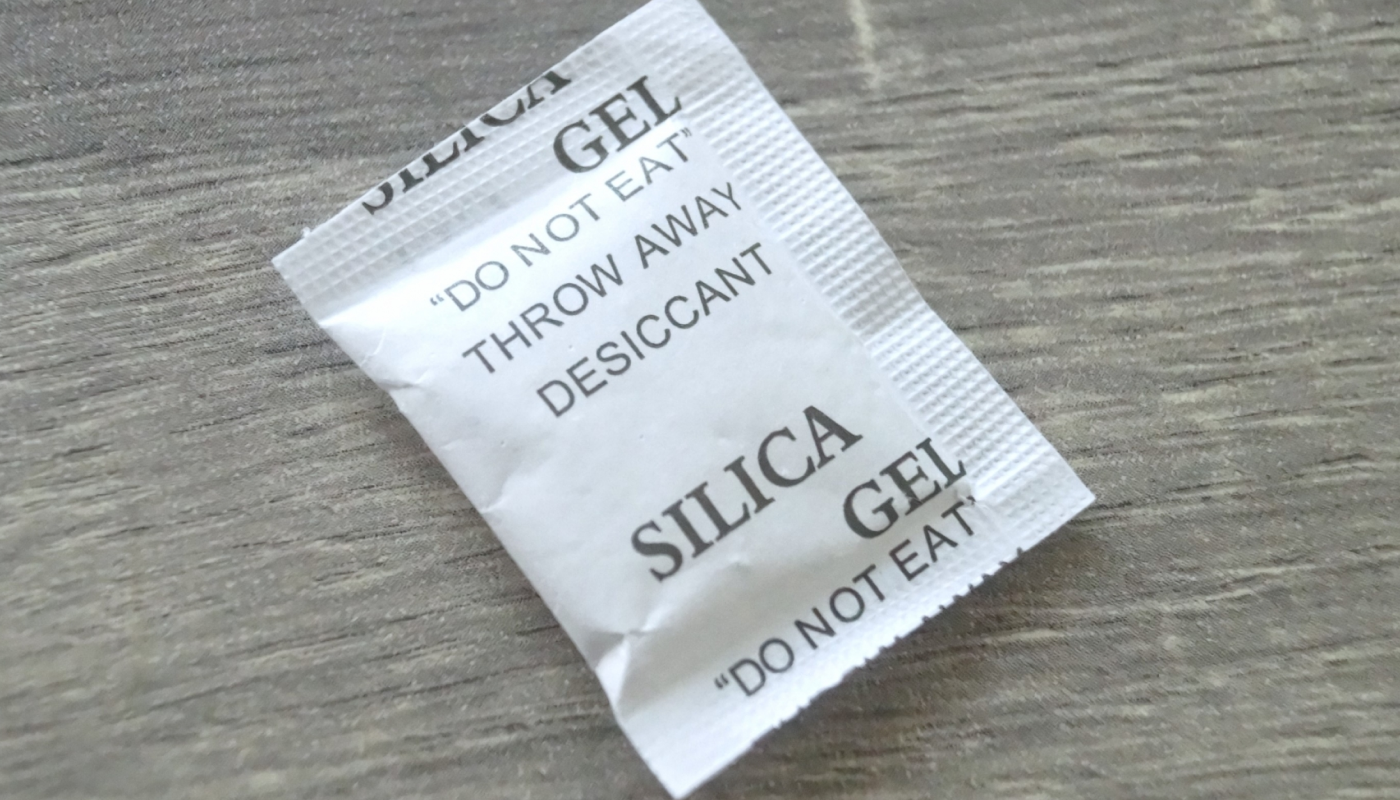 SILICA
GEL
“DO NOT EAT”
THROW AWAY
DESICCANT
SILICA
GEL
“DO NOT EAT”